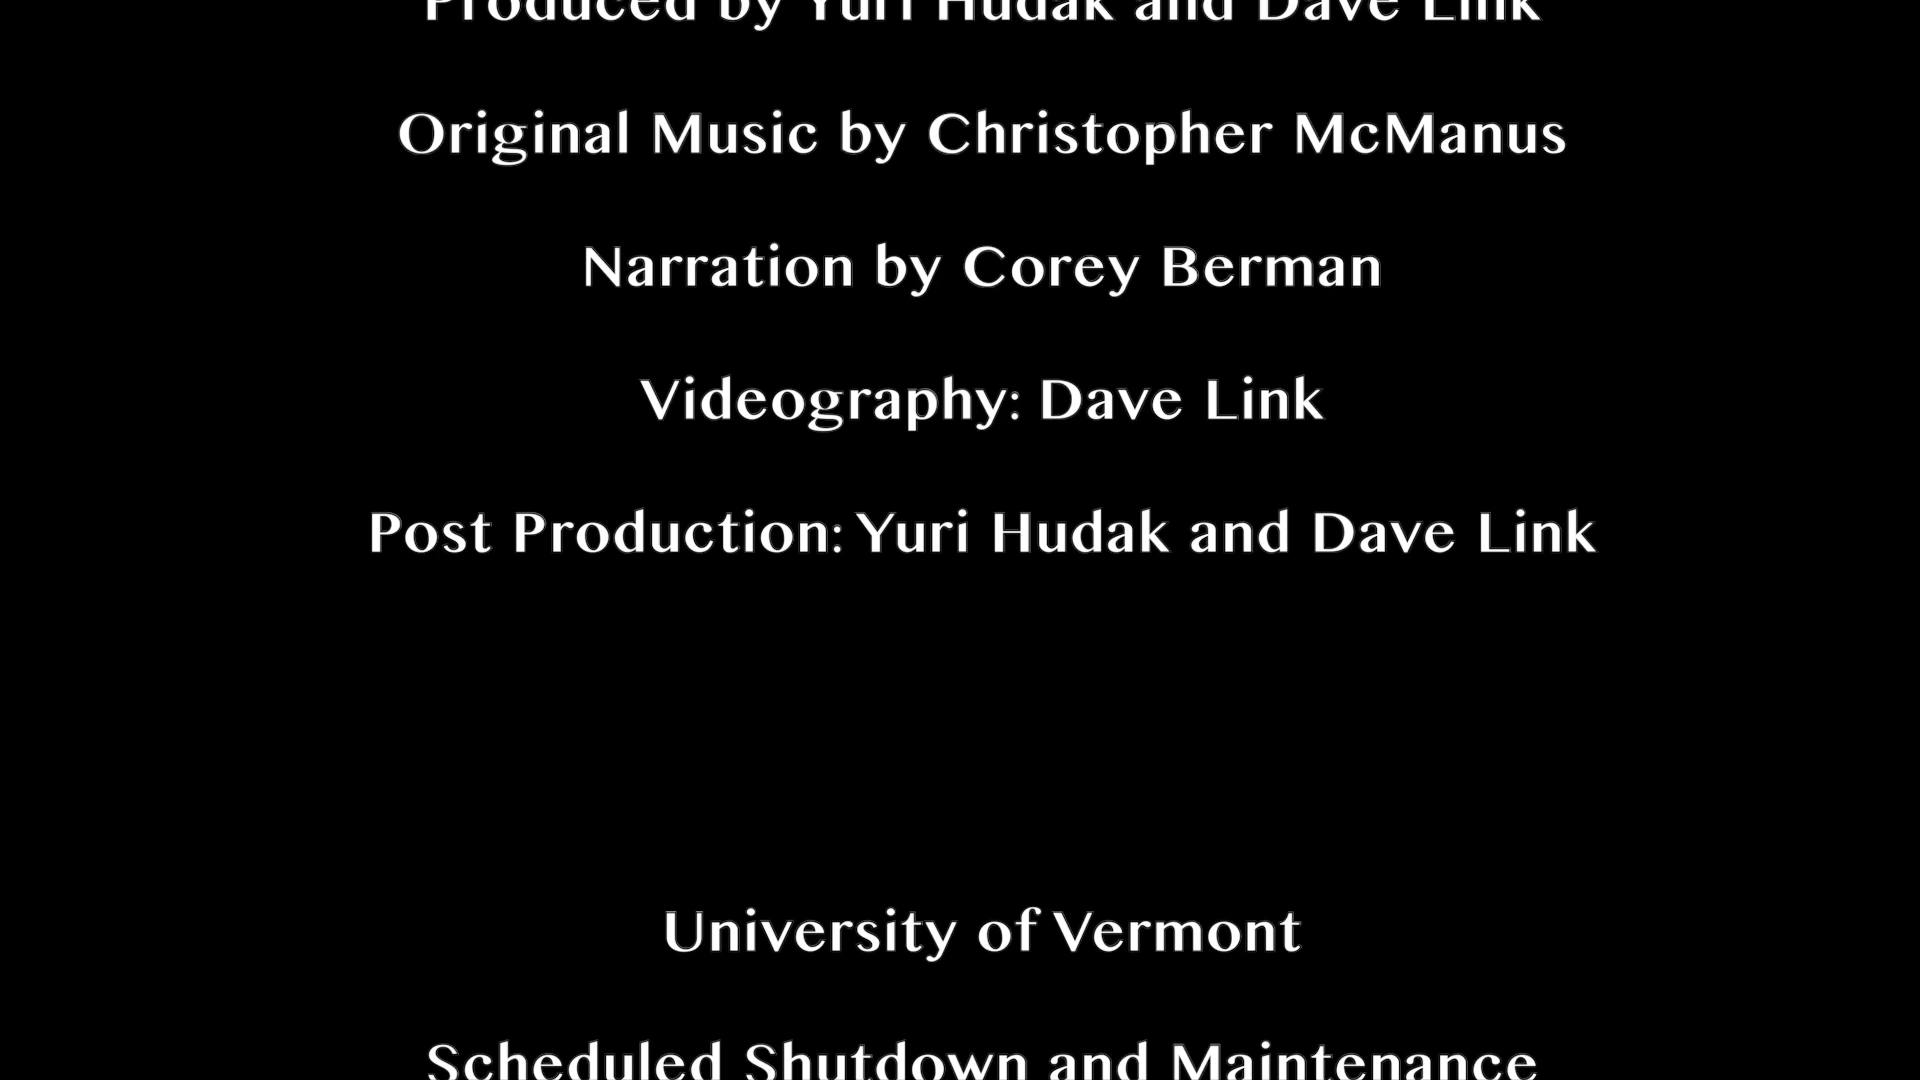 Produced by Yuri Hudak and Dave Link
Original Music by Christopher McManus
Narration by Corey Berman
Videography: Dave Link
Post Production: Yuri Hudak and Dave Link
University of Vermont
Scheduled Shutdown and Maintenance